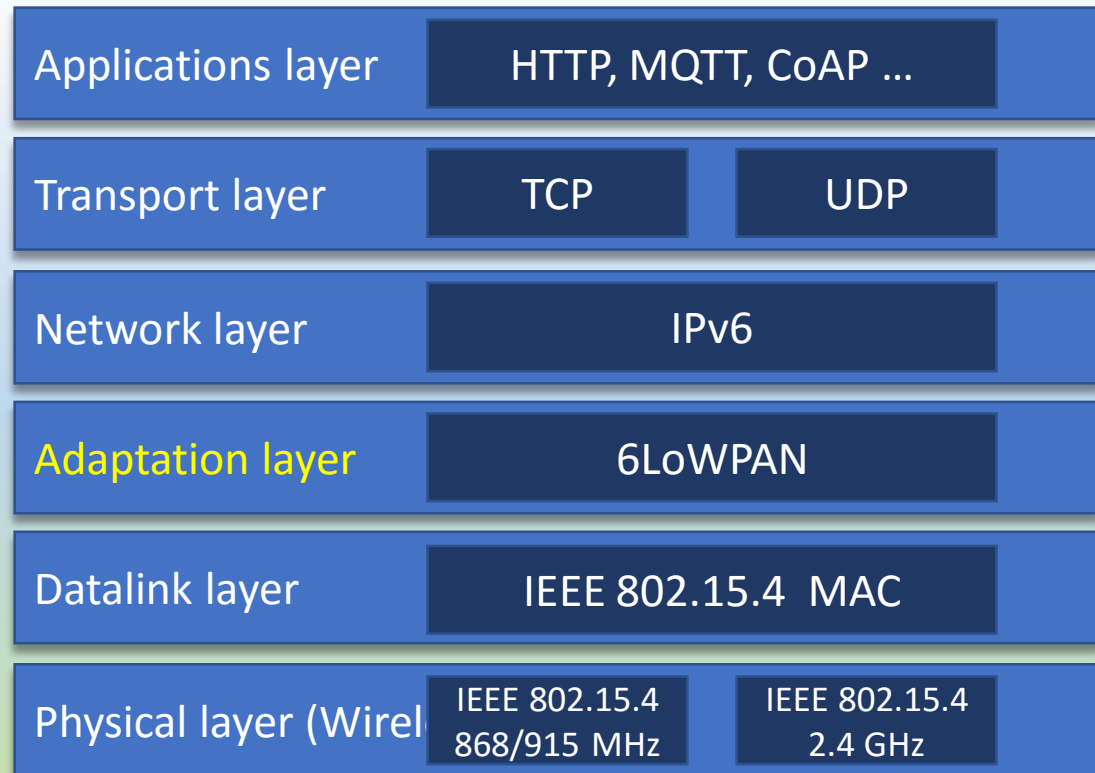 Applications layer
HTTP, MQTT, CoAP ...
Transport layer
TCP
UDP
Network layer
IPv6
Adaptation layer
6LoWPAN
Datalink layer
IEEE 802.15.4 MAC
Physical layer (Wirel
IEEE 802.15.4
868/915 MHz
IEEE 802.15.4
2.4 GHz